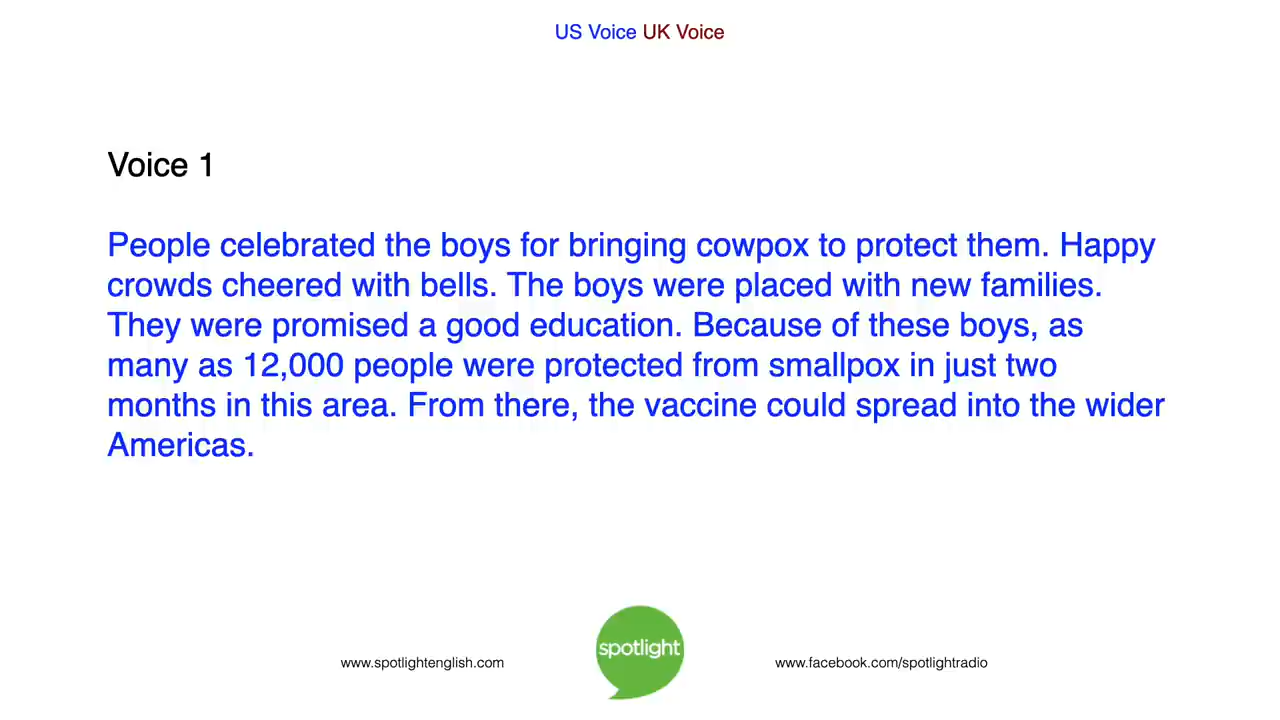 US Voice UK Voice
Voice 1
People celebrated the boys for bringing cowpox to protect them. Happy
crowds cheered with bells. The boys were placed with new families.
They were promised a good education. Because of these boys, as
many as 12,000 people were protected from smallpox in just two
months in this area. From there, the vaccine could spread into the wider
Americas.
www.spotlightenglish.com
spotlight
www.facebook.com/spotlightradio